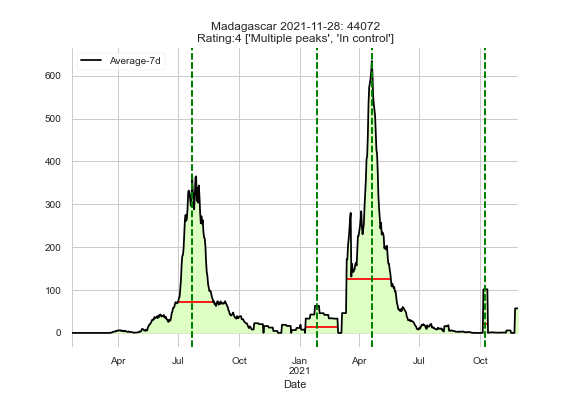 Madagascar 2021-11-28: 44072
Rating:4 ['Multiple peaks', 'In control']
Average-7d
600
500
400
300
200
100
0
Apr Jul Oct Jan Apr Jul Oct
2021
Date